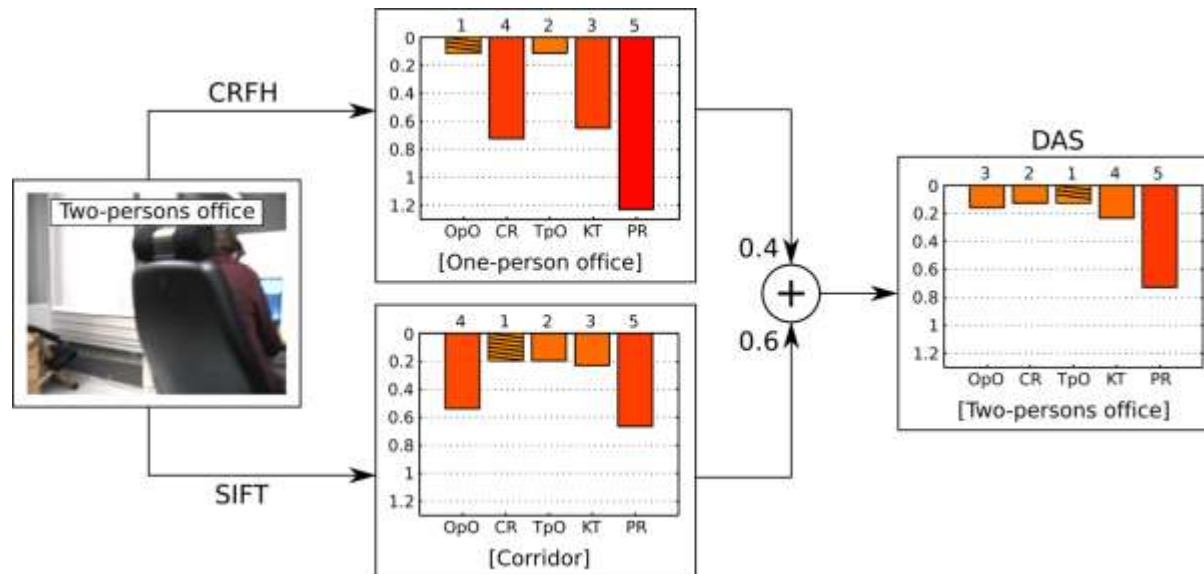 Two-persons office
CRFH
SIFT
1 4 2 3 5
0
0.2
0.4
0.6
0.8
1
1.2
OpO CR TpO KT PR
[One-person office]
4 1 2 3 5
0
0.2
0.4
0.6
0.8
1
1.2
OpO CR TpO KT PR
[Corridor]
0.4
+
0.6
DAS
3 2 1 4 5
0
0.2
0.4
0.6
0.8
1
1.2
OpO CR TpO KT PR
[Two-persons office]